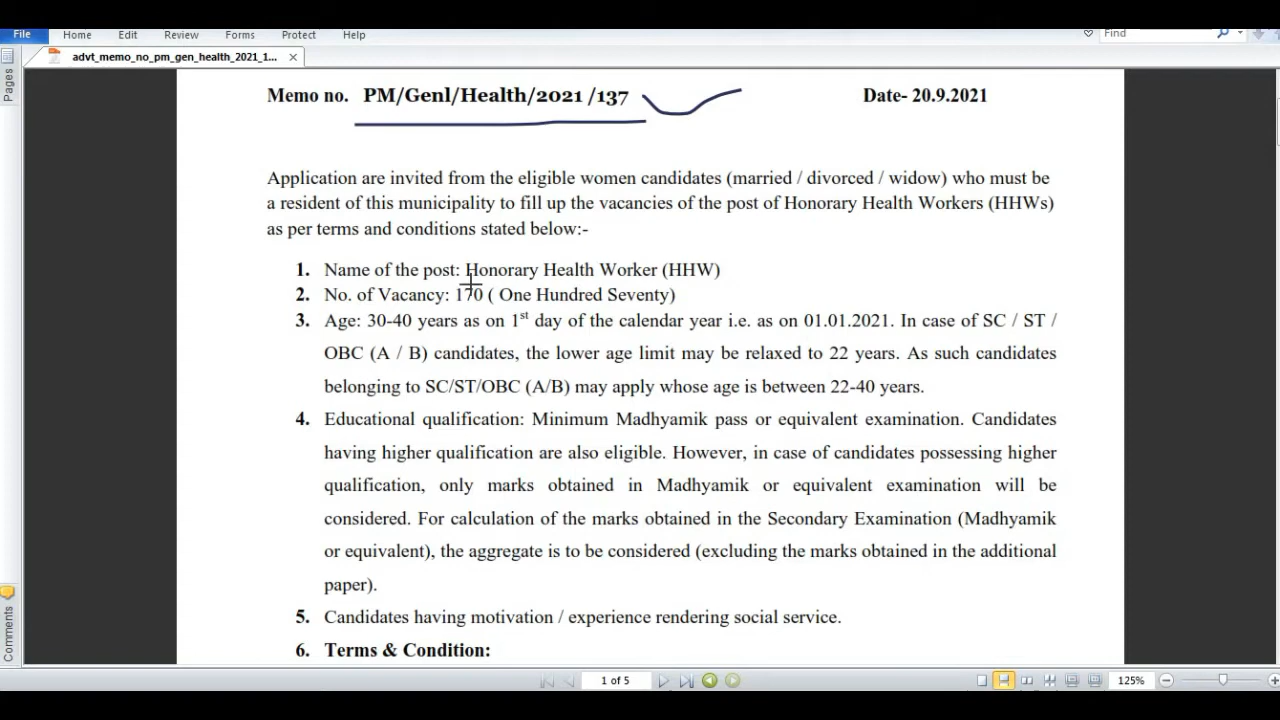 File Home Edit Review Forms Protect Help Find
advt_memo_no_pm_gen_health_2021_1...
Pages
Memo no. PM/Genl/Health/2021 /137 Date- 20.9.2021
Application are invited from the eligible women candidates (married / divorced / widow) who must be
a resident of this municipality to fill up the vacancies of the post of Honorary Health Workers (HHWs)
as per terms and conditions stated below:-
1. Name of the post: Honorary Health Worker (HHW)
2. No. of Vacancy: 170 ( One Hundred Seventy)
3. Age: 30-40 years as on 1st day of the calendar year i.e. as on 01.01.2021. In case of SC / ST /
OBC (A / B) candidates, the lower age limit may be relaxed to 22 years. As such candidates
belonging to SC/ST/OBC (A/B) may apply whose age is between 22-40 years.
4. Educational qualification: Minimum Madhyamik pass or equivalent examination. Candidates
having higher qualification are also eligible. However, in case of candidates possessing higher
qualification, only marks obtained in Madhyamik or equivalent examination will be
considered. For calculation of the marks obtained in the Secondary Examination (Madhyamik
or equivalent), the aggregate is to be considered (excluding the marks obtained in the additional
paper).
5. Candidates having motivation / experience rendering social service.
6. Terms & Condition:
Comments
1 of 5 125%